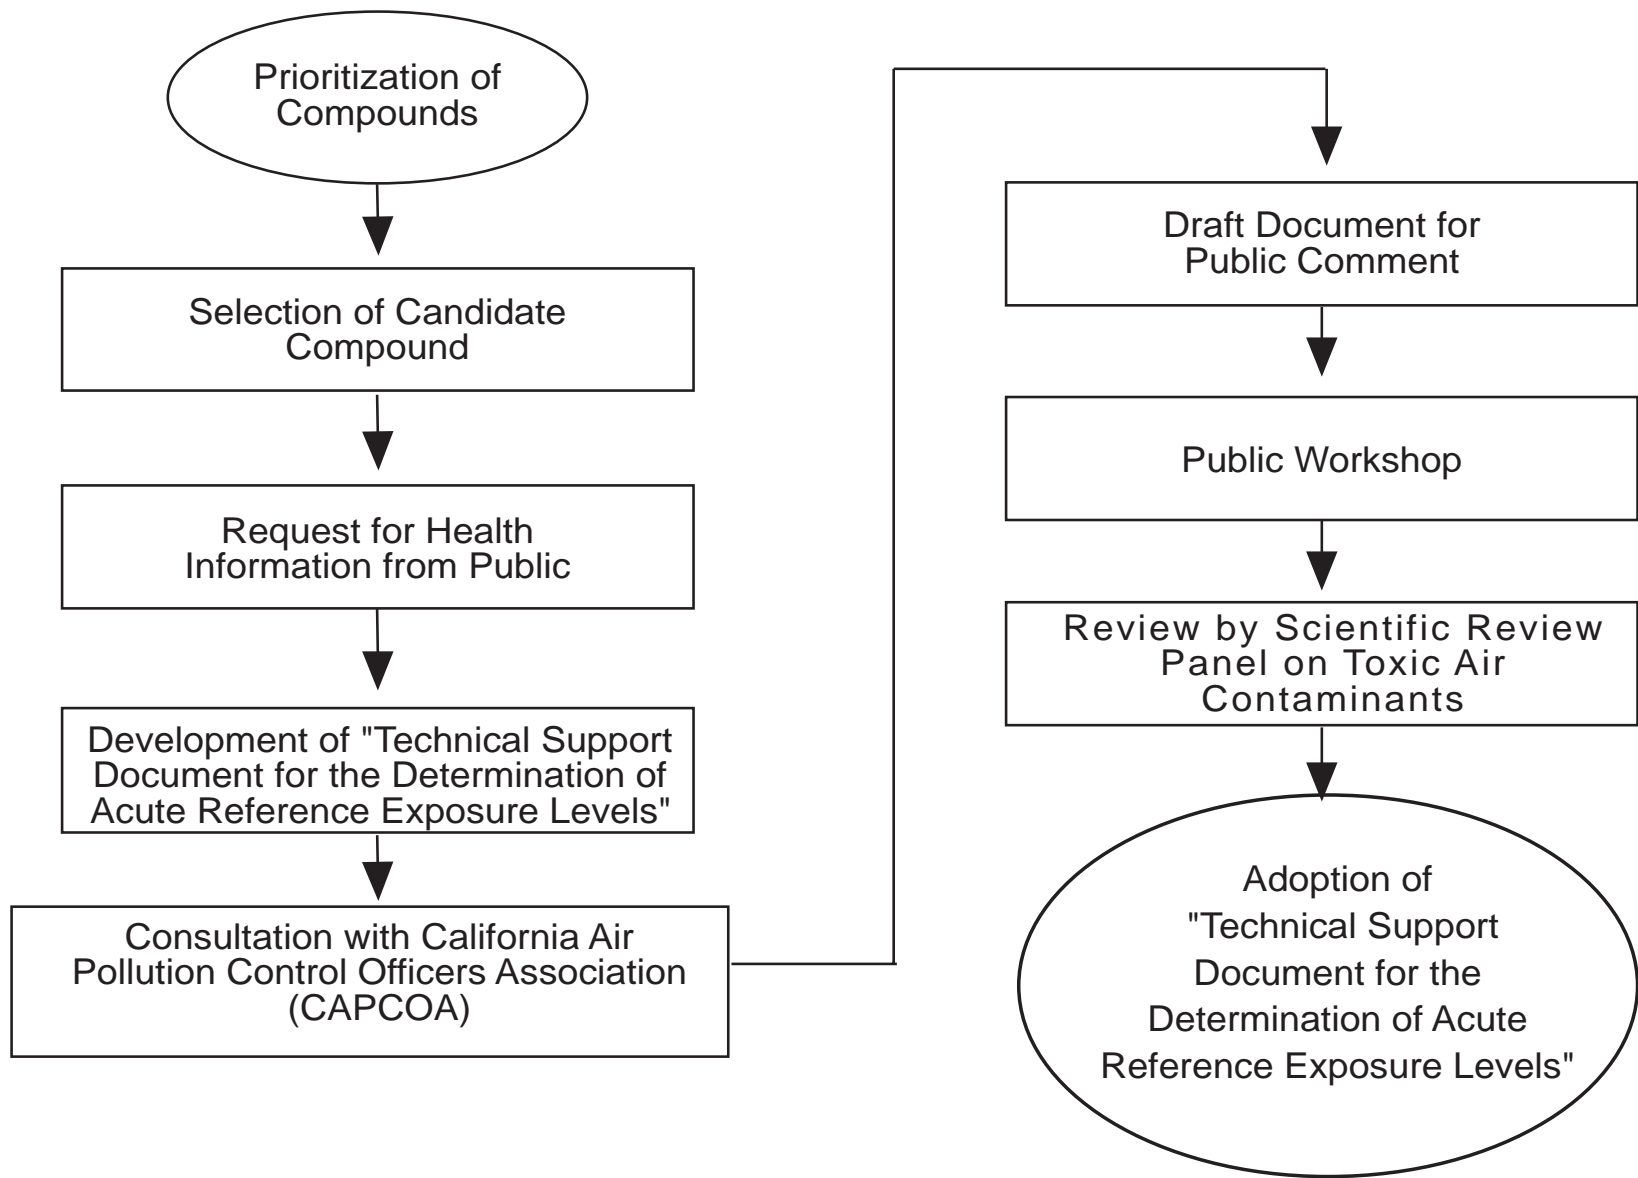 Prioritization of
Compounds
Selection of Candidate
Compound
Request for Health
Information from Public
Development of "Technical Support
Document for the Determination of
Acute Reference Exposure Levels"
Consultation with California Air
Pollution Control Officers Association
(CAPCOA)
Draft Document for
Public Comment
Public Workshop
Review by Scientific Review
Panel on Toxic Air
Contaminants
Adoption of
"Technical Support
Document for the
Determination of Acute
Reference Exposure Levels"